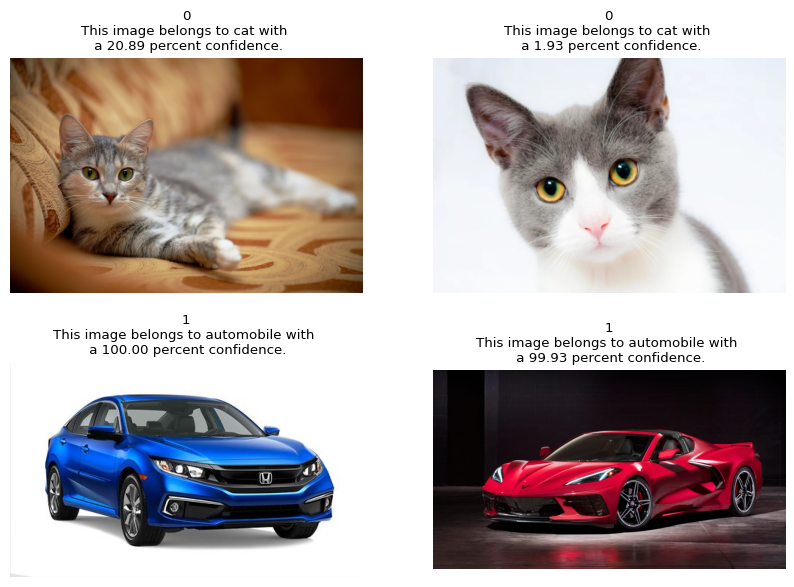 0
This image belongs to cat with
a 20.89 percent confidence.
0
This image belongs to cat with
a 1.93 percent confidence.
1
This image belongs to automobile with
a 100.00 percent confidence.
1
This image belongs to automobile with
a 99.93 percent confidence.